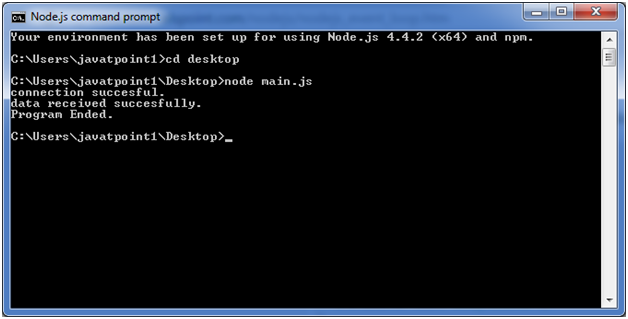 Node.js command prompt
Your environment has been set up for using Node.js 4.4.2 (x64) and npm.
C:\Users\javatpoint1>cd desktop
C:\Users\javatpoint1\Desktop>node main.js
connection succesful.
data received succesfully.
Program Ended.
C:\Users\javatpoint1\Desktop>_